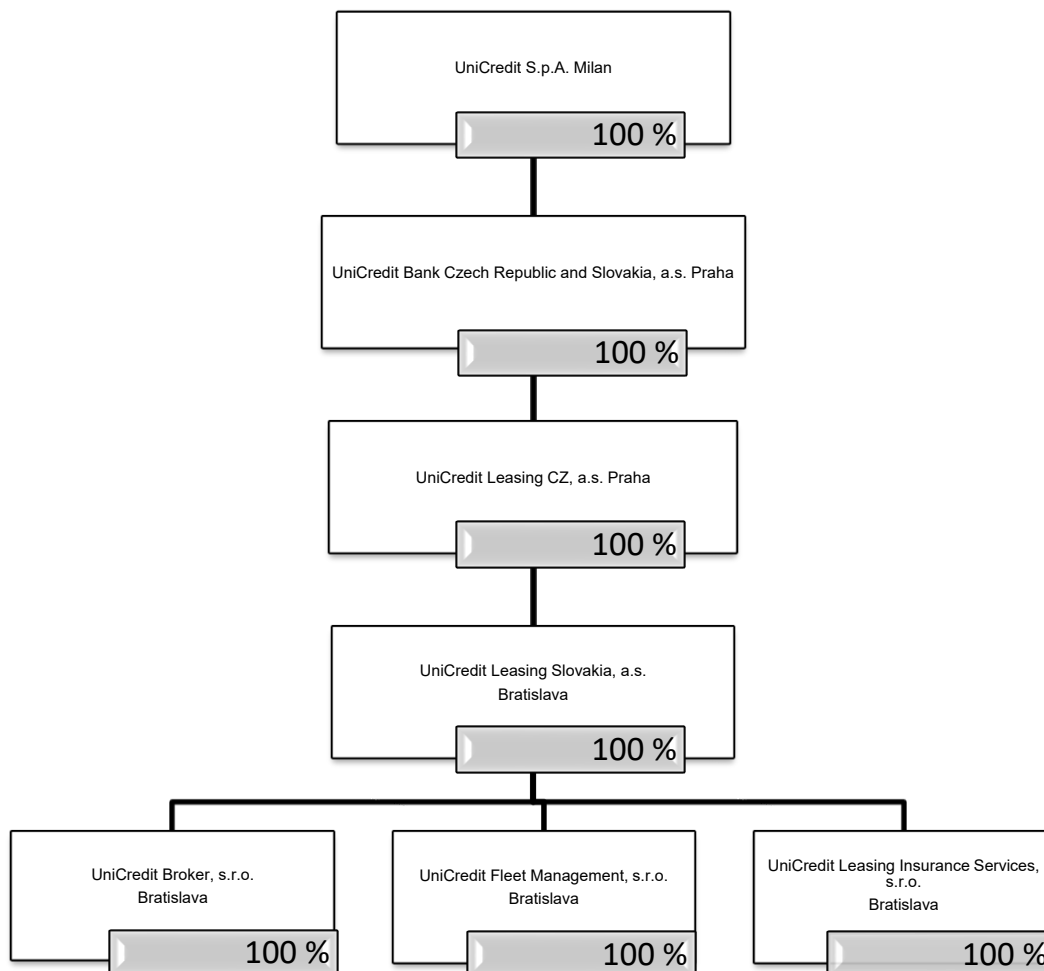 UniCredit S.p.A. Milan
100 %
UniCredit Bank Czech Republic and Slovakia, a.s. Praha
100 %
UniCredit Leasing CZ, a.s. Praha
100 %
UniCredit Leasing Slovakia, a.s.
Bratislava
100 %
UniCredit Broker, s.r.o.
Bratislava
100 %
UniCredit Fleet Management, s.r.o.
Bratislava
100 %
UniCredit Leasing Insurance Services,
s.r.o.
Bratislava
100 %